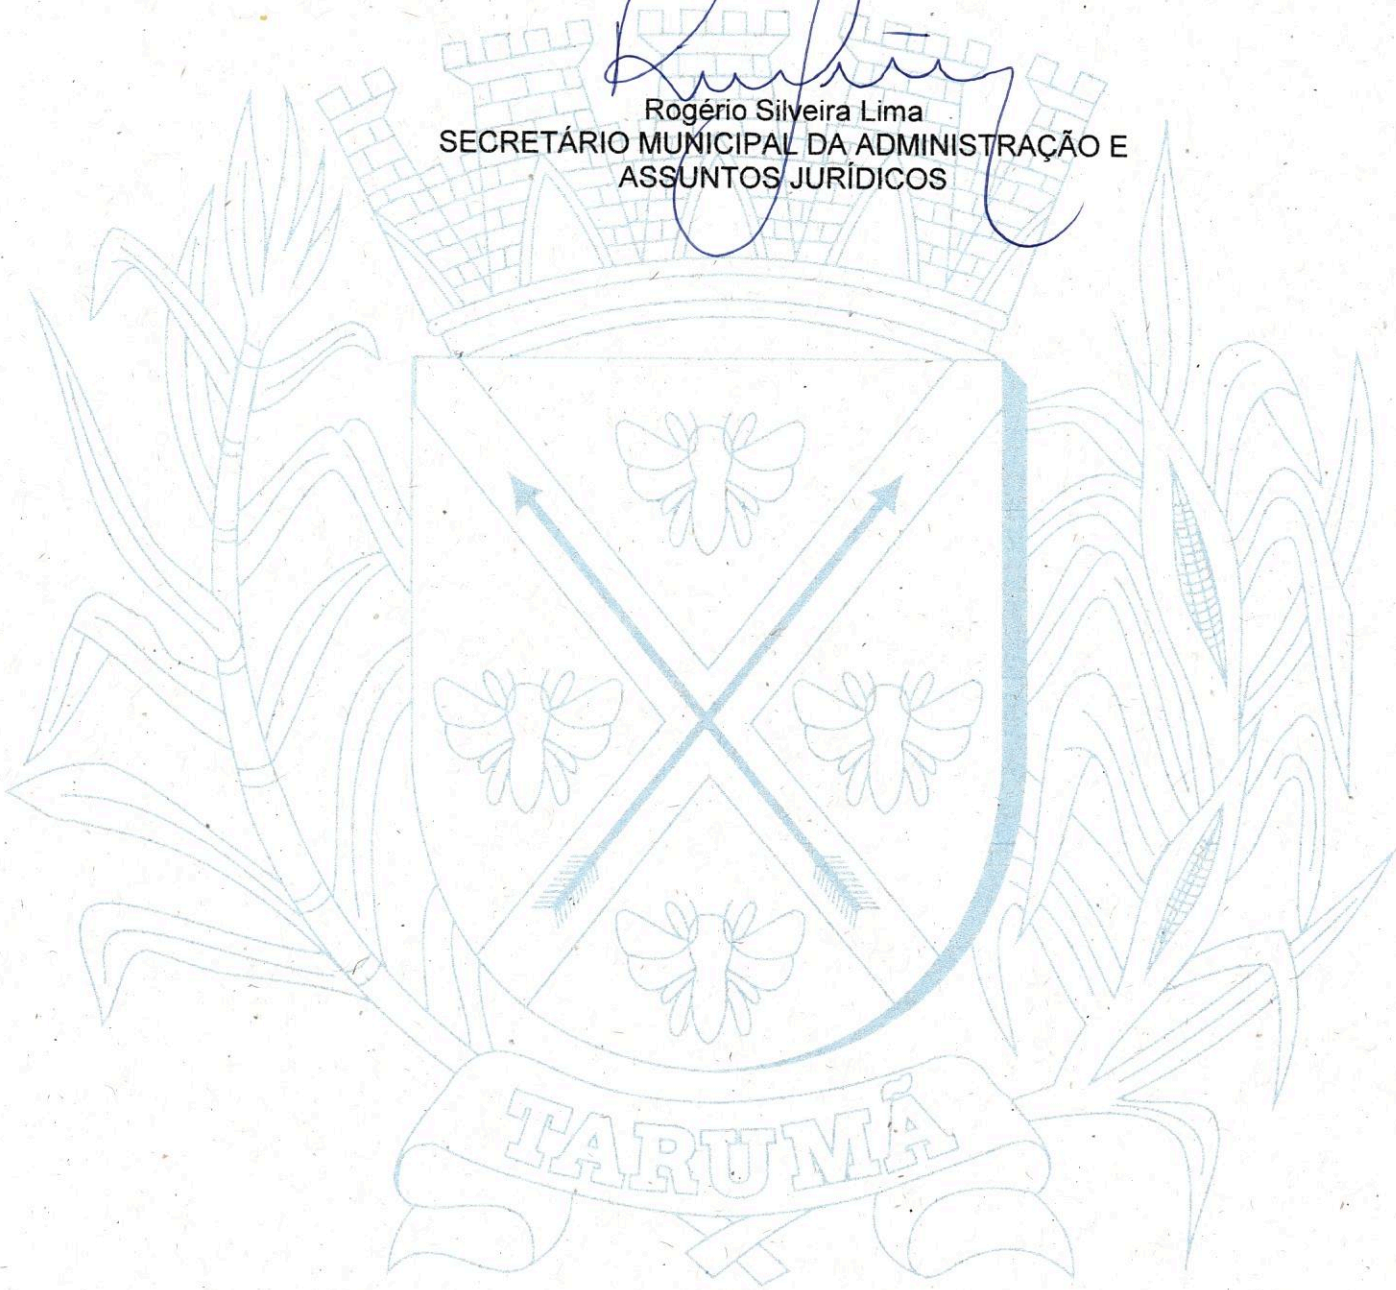 Rogério Silveira Lima
SECRETÁRIO MUNICIPAL DA ADMINISTRAÇÃO E
ASSUNTOS JURÍDICOS
TARUMÃ